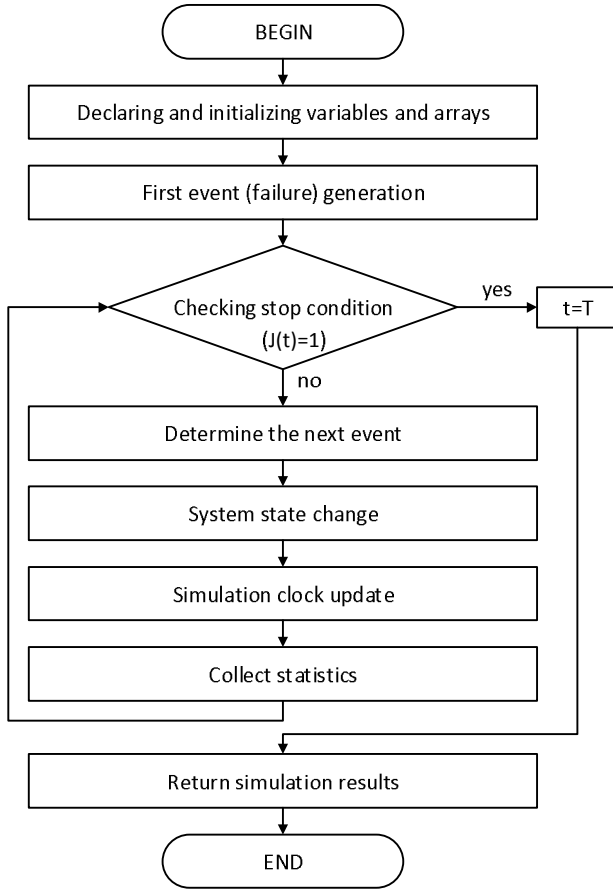 BEGIN
Declaring and initializing variables and arrays
First event (failure) generation
Checking stop condition
(J(t)=1)
yes
t=T
no
Determine the next event
System state change
Simulation clock update
Collect statistics
Return simulation results
END